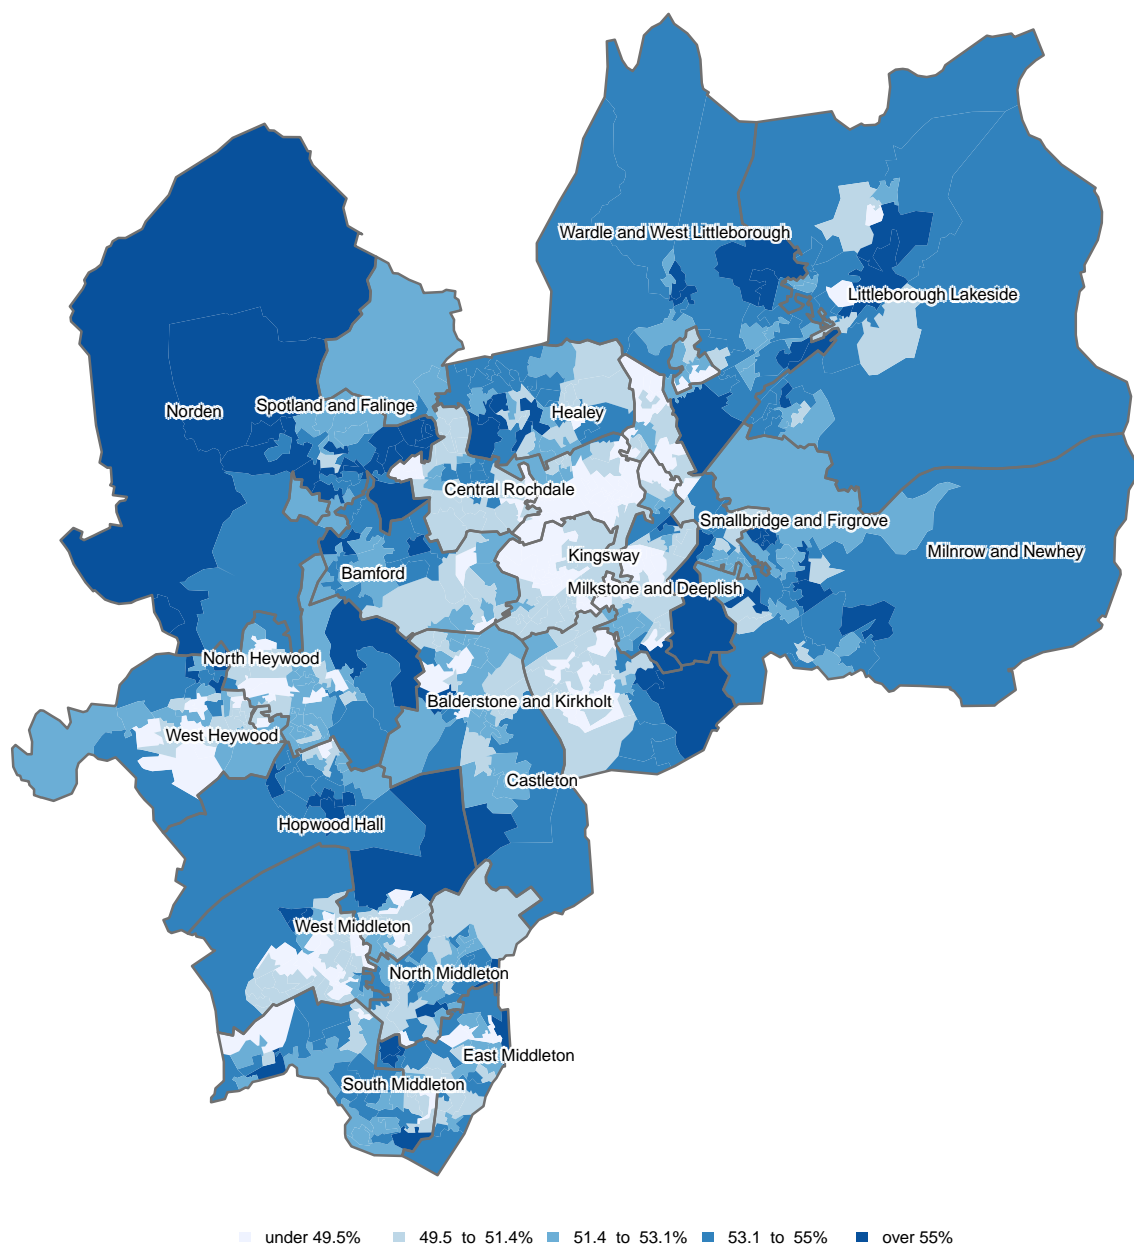 Wardle and West Littleborough
Littleborough Lakeside
Norden
Spotland and Falinge
Healey
Central Rochdale
Smallbridge and Firgrove
Kingsway
Milnrow and Newhey
Bamford
Milkstone and Deeplish
North Heywood
Balderstone and Kirkholt
West Heywood
Castleton
Hopwood Hall
West Middleton
North Middleton
East Middleton
South Middleton
under 49.5% 49.5 to 51.4% 51.4 to 53.1% 53.1 to 55% over 55%